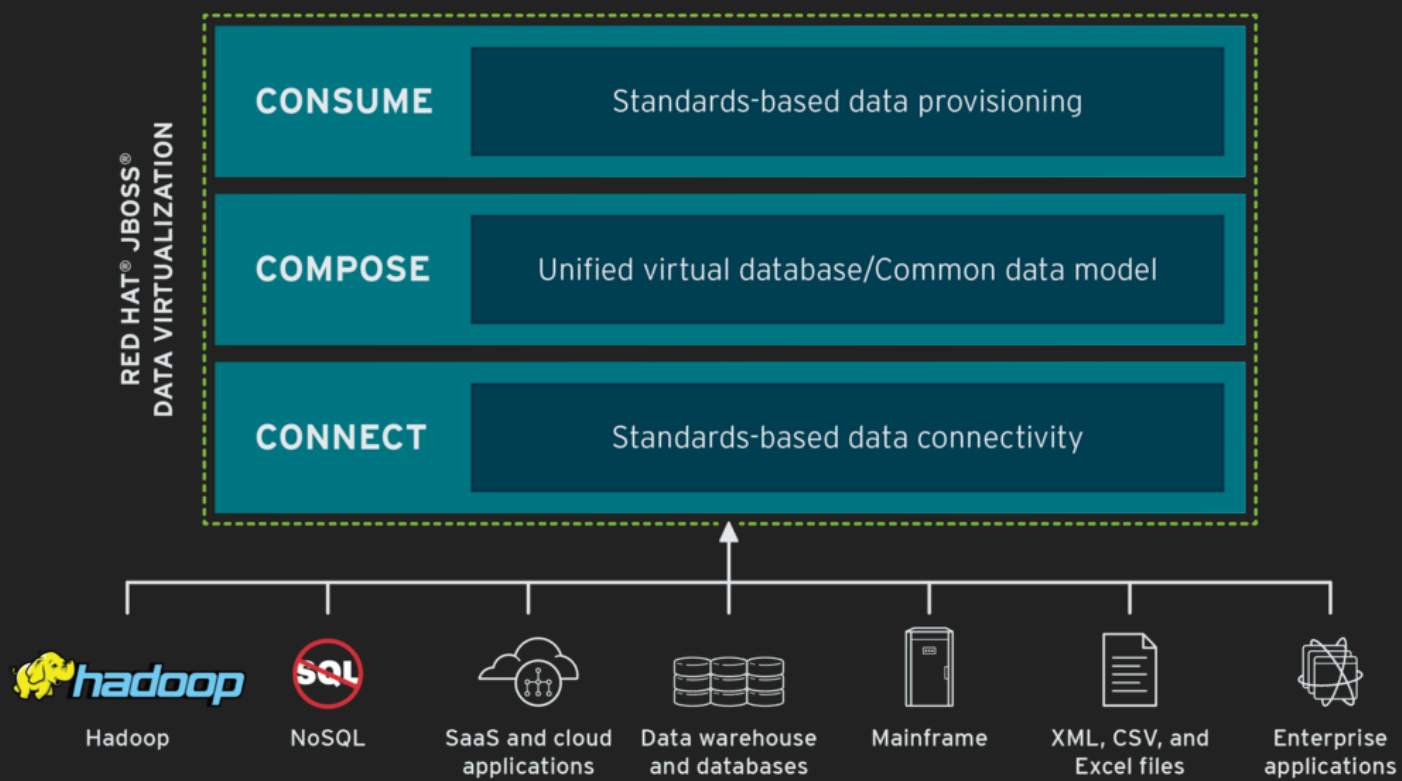 RED HAT® JBOSS®
DATA VIRTUALIZATION
CONSUME
Standards-based data provisioning
COMPOSE
Unified virtual database/Common data model
CONNECT
Standards-based data connectivity
hadoop
SQL
Hadoop
NoSQL
SaaS and cloud
applications
Data warehouse
and databases
Mainframe
XML, CSV, and
Excel files
Enterprise
applications